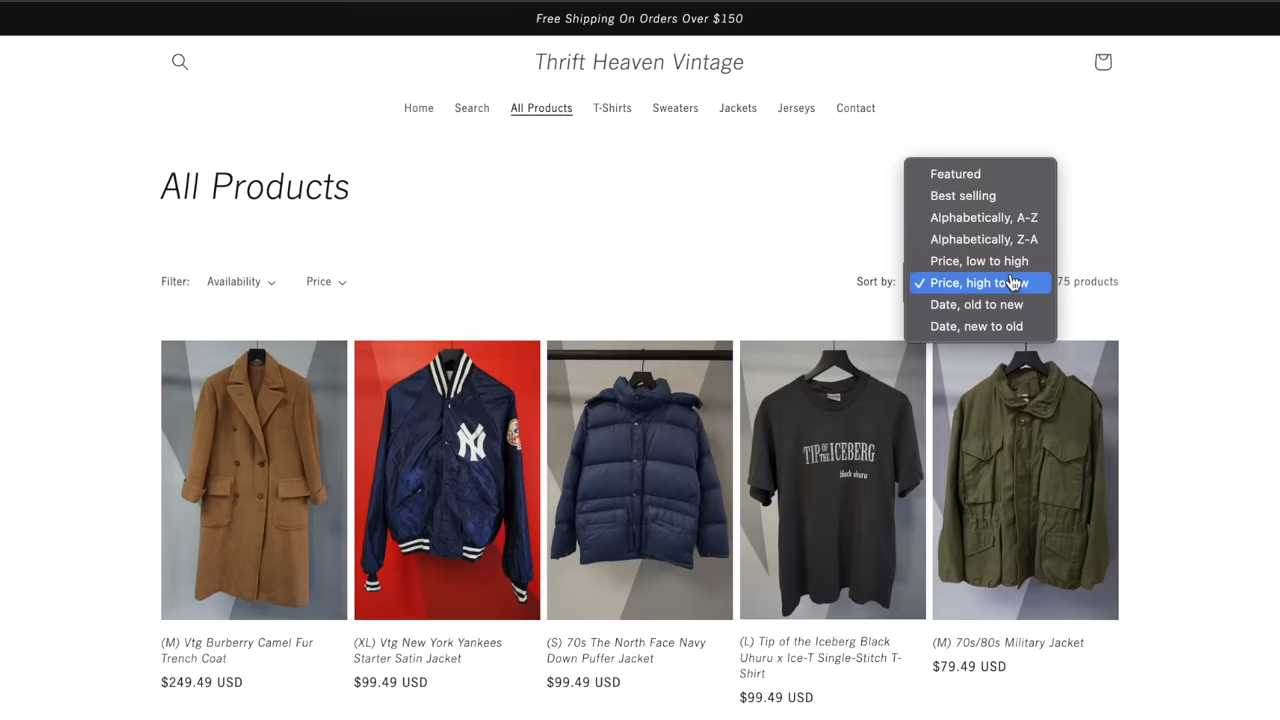 Free Shipping On Orders Over $150
Thrift Heaven Vintage
Home Search All Products T-Shirts Sweaters Jackets Jerseys Contact
All Products
Featured
Best selling
Alphabetically, A-Z
Alphabetically, Z-A
Price, low to high
Price, high to
Date, old to new
Date, new to old
Filter: Availability Price
Sort by:
75 products
NY
TIP OF THE ICEBERG
black uhuru
(M) Vtg Burberry Camel Fur
Trench Coat
$249.49 USD
(XL) Vtg New York Yankees
Starter Satin Jacket
$99.49 USD
(S) 70s The North Face Navy
Down Puffer Jacket
$99.49 USD
(L) Tip of the Iceberg Black
Uhuru x Ice-T Single-Stitch T-
Shirt
$99.49 USD
(M) 70s/80s Military Jacket
$79.49 USD